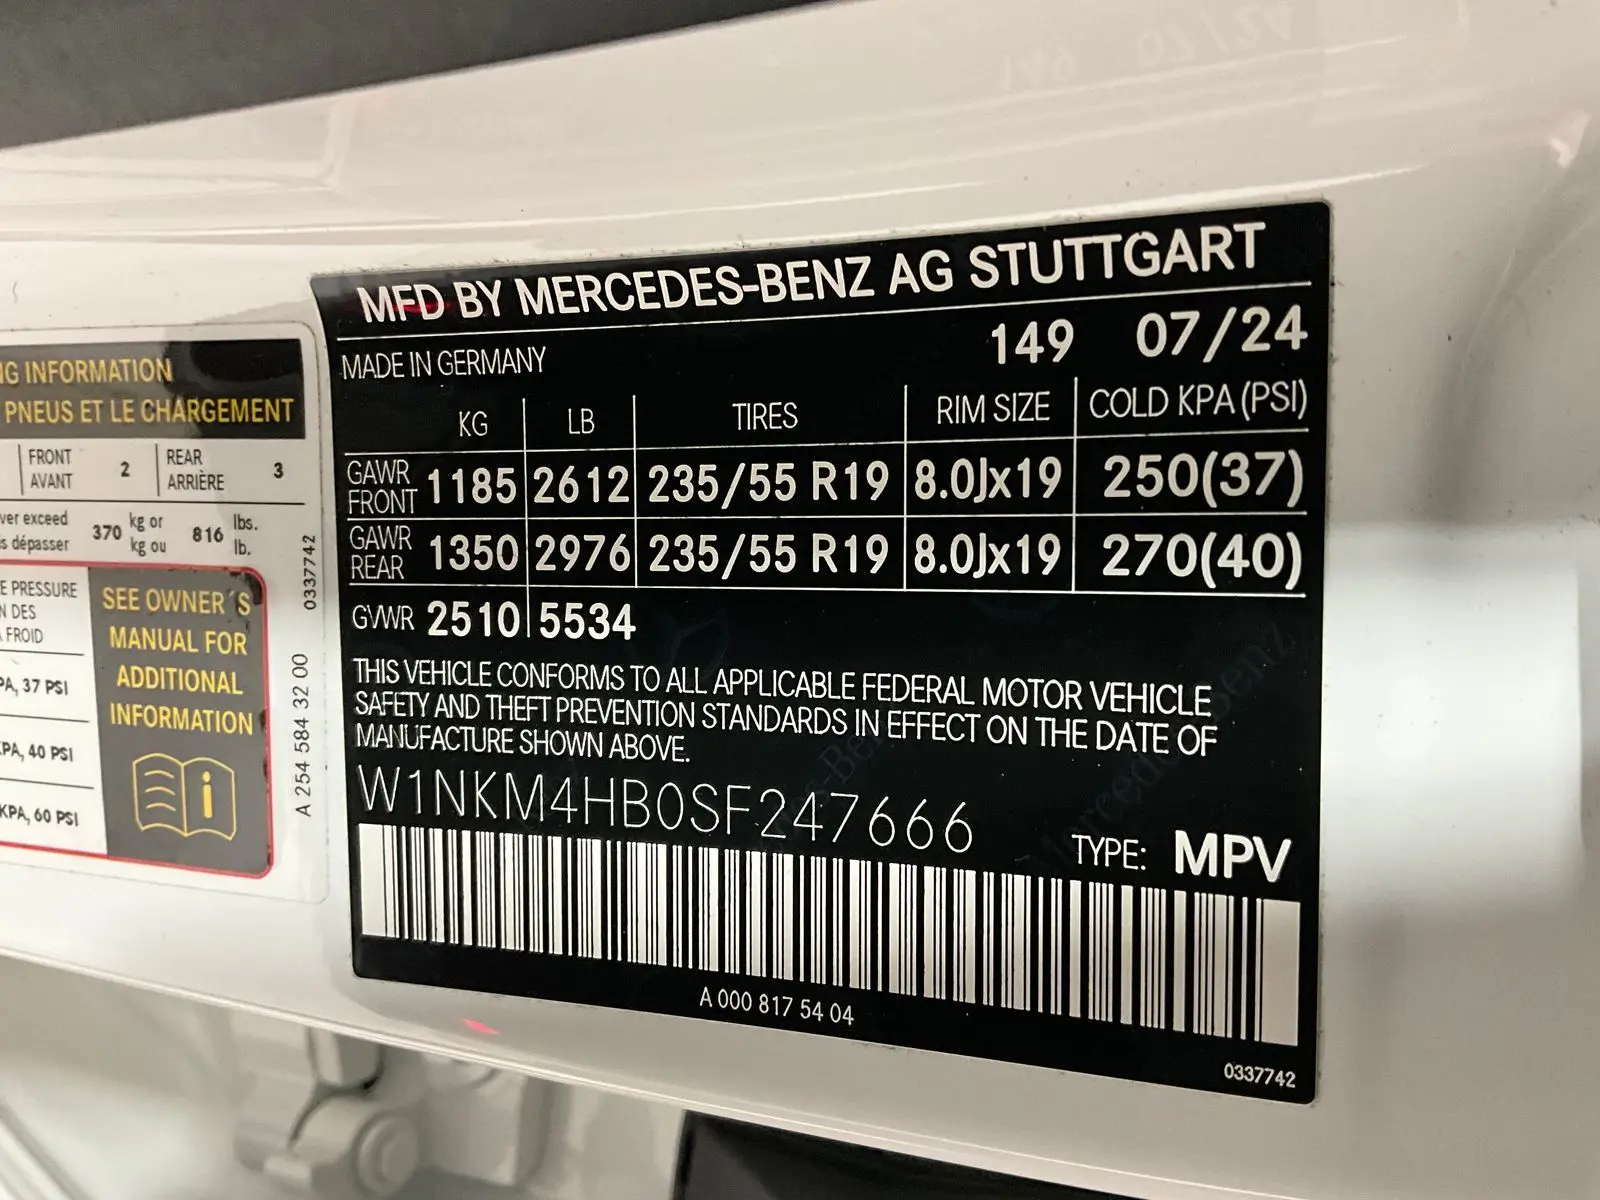 MFD BY MERCEDES-BENZ AG STUTTGART
MADE IN GERMANY 149 07/24
KG LB TIRES RIM SIZE COLD KPA (PSI)
GAWR FRONT 1185 2612 235/55 R19 8.0Jx19 250(37)
GAWR REAR 1350 2976 235/55 R19 8.0Jx19 270(40)
GVWR 2510 5534
THIS VEHICLE CONFORMS TO ALL APPLICABLE FEDERAL MOTOR VEHICLE
SAFETY AND THEFT PREVENTION STANDARDS IN EFFECT ON THE DATE OF
MANUFACTURE SHOWN ABOVE.
W1NKM4HB0SF247666
TYPE: MPV
A 000 817 54 04
0337742
INFORMATION
PNEUS ET LE CHARGEMENT
FRONT AVANT 2 REAR ARRIÈRE 3
exceed 370 kg or 816 lbs.
dépasser kg ou lb.
PRESSURE
DES
FROID
37 PSI
40 PSI
KPA, 60 PSI
SEE OWNER´S
MANUAL FOR
ADDITIONAL
INFORMATION
0337742
A 254 584 32 00
149 07/24